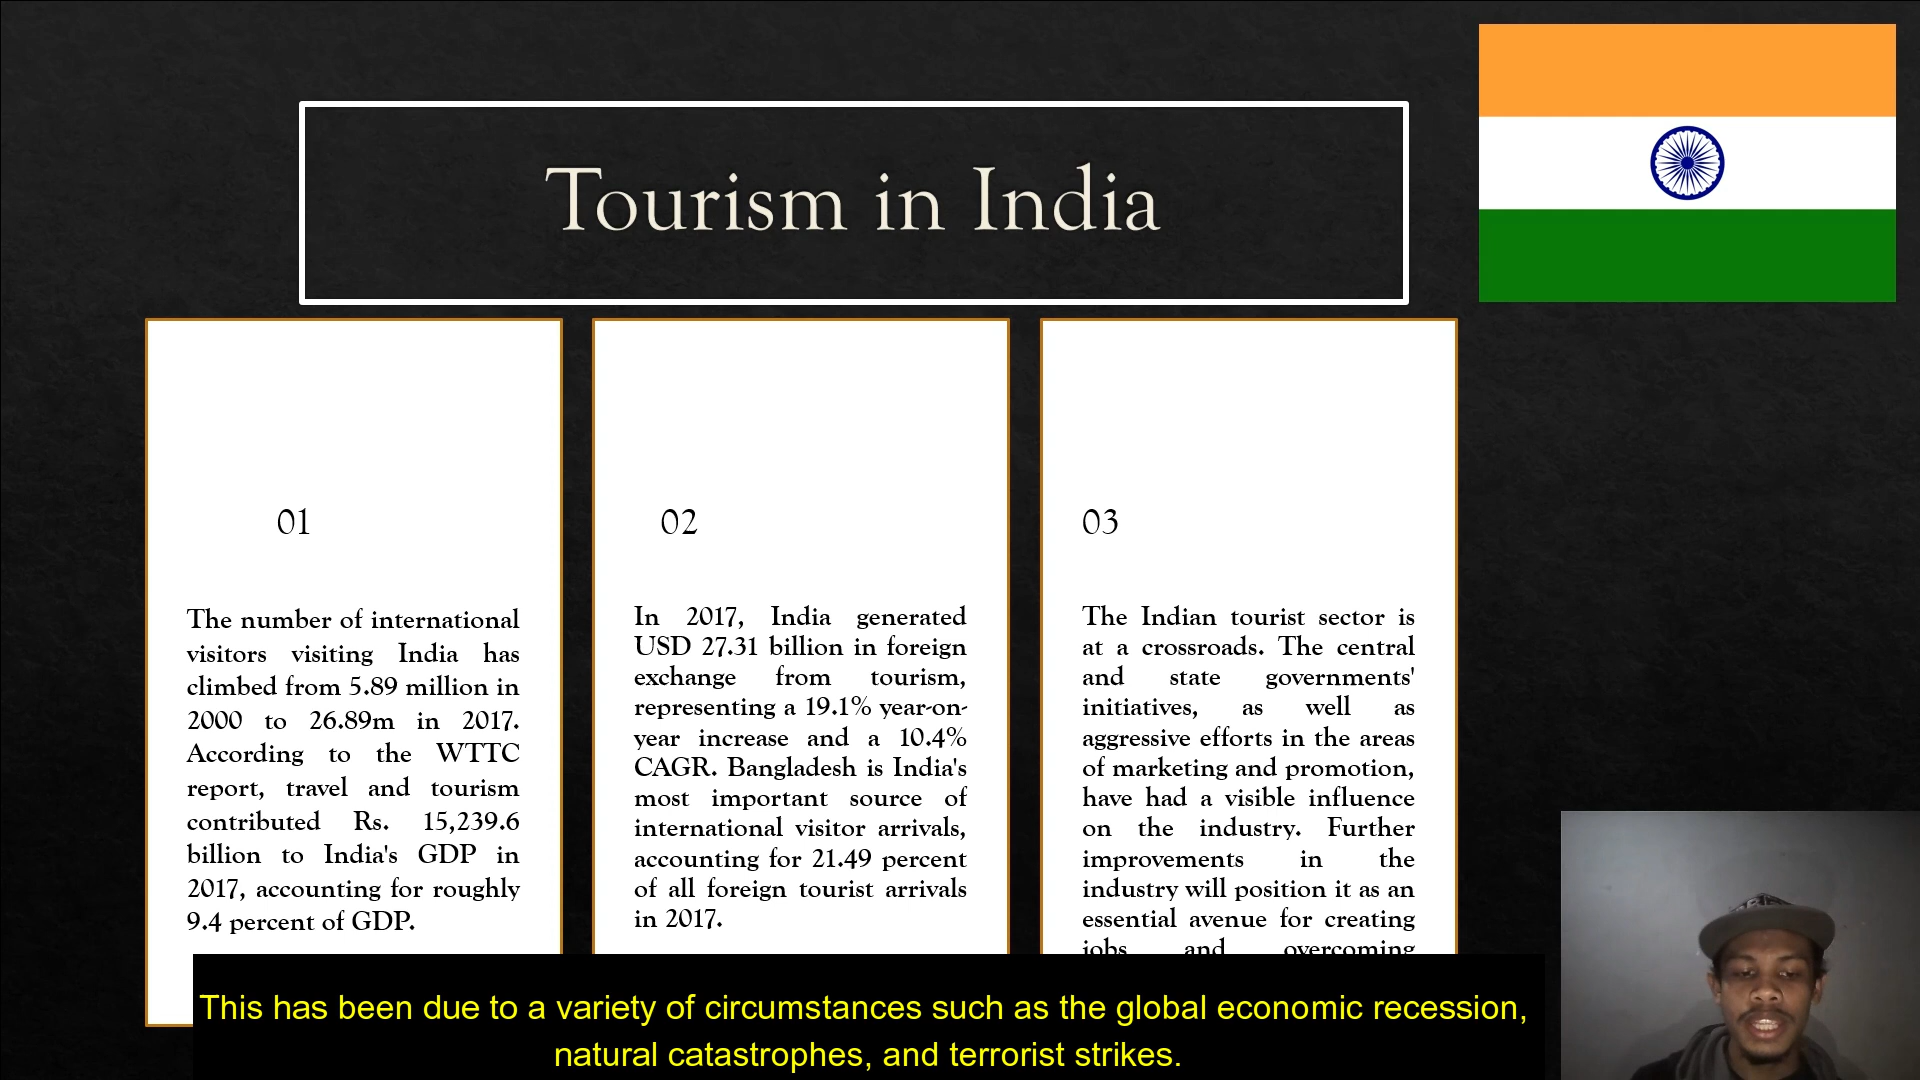 Tourism in India
01
The number of international
visitors visiting India has
climbed from 5.89 million in
2000 to 26.89m in 2017.
According to the WTTC
report, travel and tourism
contributed Rs. 15,239.6
billion to India's GDP in
2017, accounting for roughly
9.4 percent of GDP.
02
In 2017, India generated
USD 27.31 billion in foreign
exchange from tourism,
representing a 19.1% year-on-
year increase and a 10.4%
CAGR. Bangladesh is India's
most important source of
international visitor arrivals,
accounting for 21.49 percent
of all foreign tourist arrivals
in 2017.
03
The Indian tourist sector is
at a crossroads. The central
and state governments'
initiatives, as well as
aggressive efforts in the areas
of marketing and promotion,
have had a visible influence
on the industry. Further
improvements in the
industry will position it as an
essential avenue for creating
jobs and overcoming
This has been due to a variety of circumstances such as the global economic recession,
natural catastrophes, and terrorist strikes.